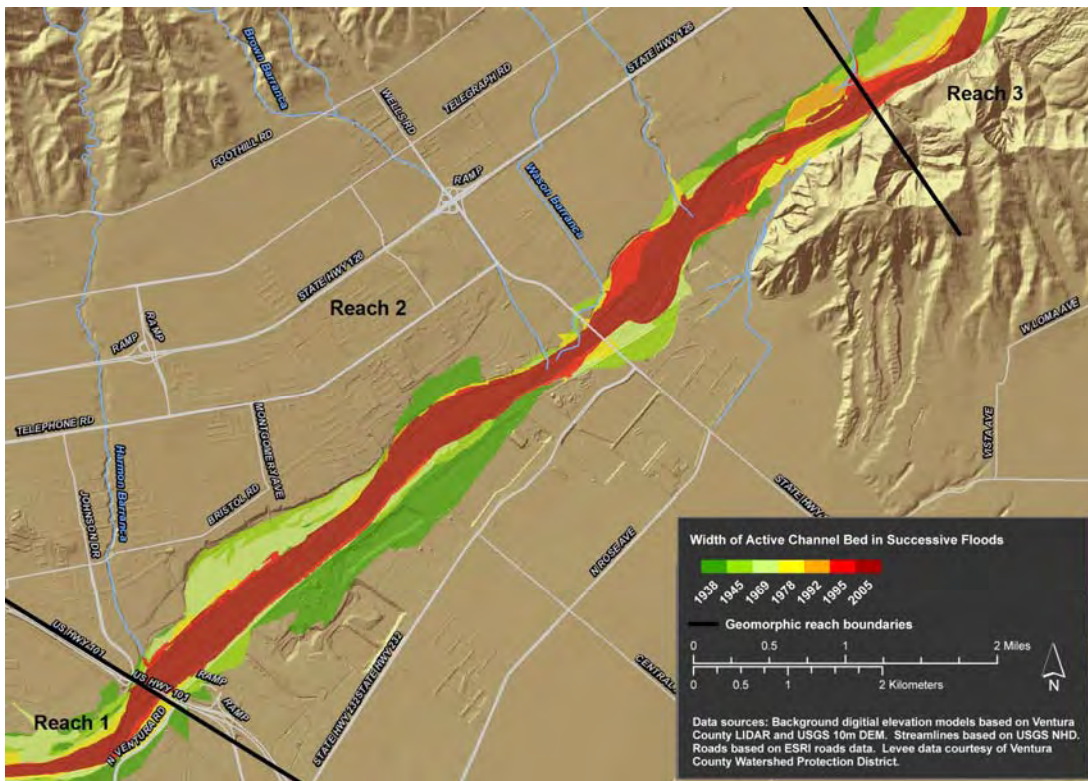 Brown Barranca
WELLS RD
TELEGRAPH RD
STATE HWY 126
Reach 3
FOOTHILL RD
RAMP
Wason Barranca
STATE HWY 126
Reach 2
RAMP
RAMP
W LOMA AVE
VISTA AVE
TELEPHONE RD
MONTGOMERY AVE
Harmon Barranca
JOHNSON DR
BRISTOL RD
STATE HWY
N ROSE AVE
US HWY 101
US HWY 101
RAMP
RAMP
STATE HWY 232
STATE HWY 232
CENTRAL
Reach 1
N VENTURA RD
Width of Active Channel Bed in Successive Floods
1938 1945 1969 1978 1992 1995 2005
Geomorphic reach boundaries
0 0.5 1 2 Miles
0 0.5 1 2 Kilometers
N
Data sources: Background digitial elevation models based on Ventura
County LIDAR and USGS 10m DEM. Streamlines based on USGS NHD.
Roads based on ESRI roads data. Levee data courtesy of Ventura
County Watershed Protection District.